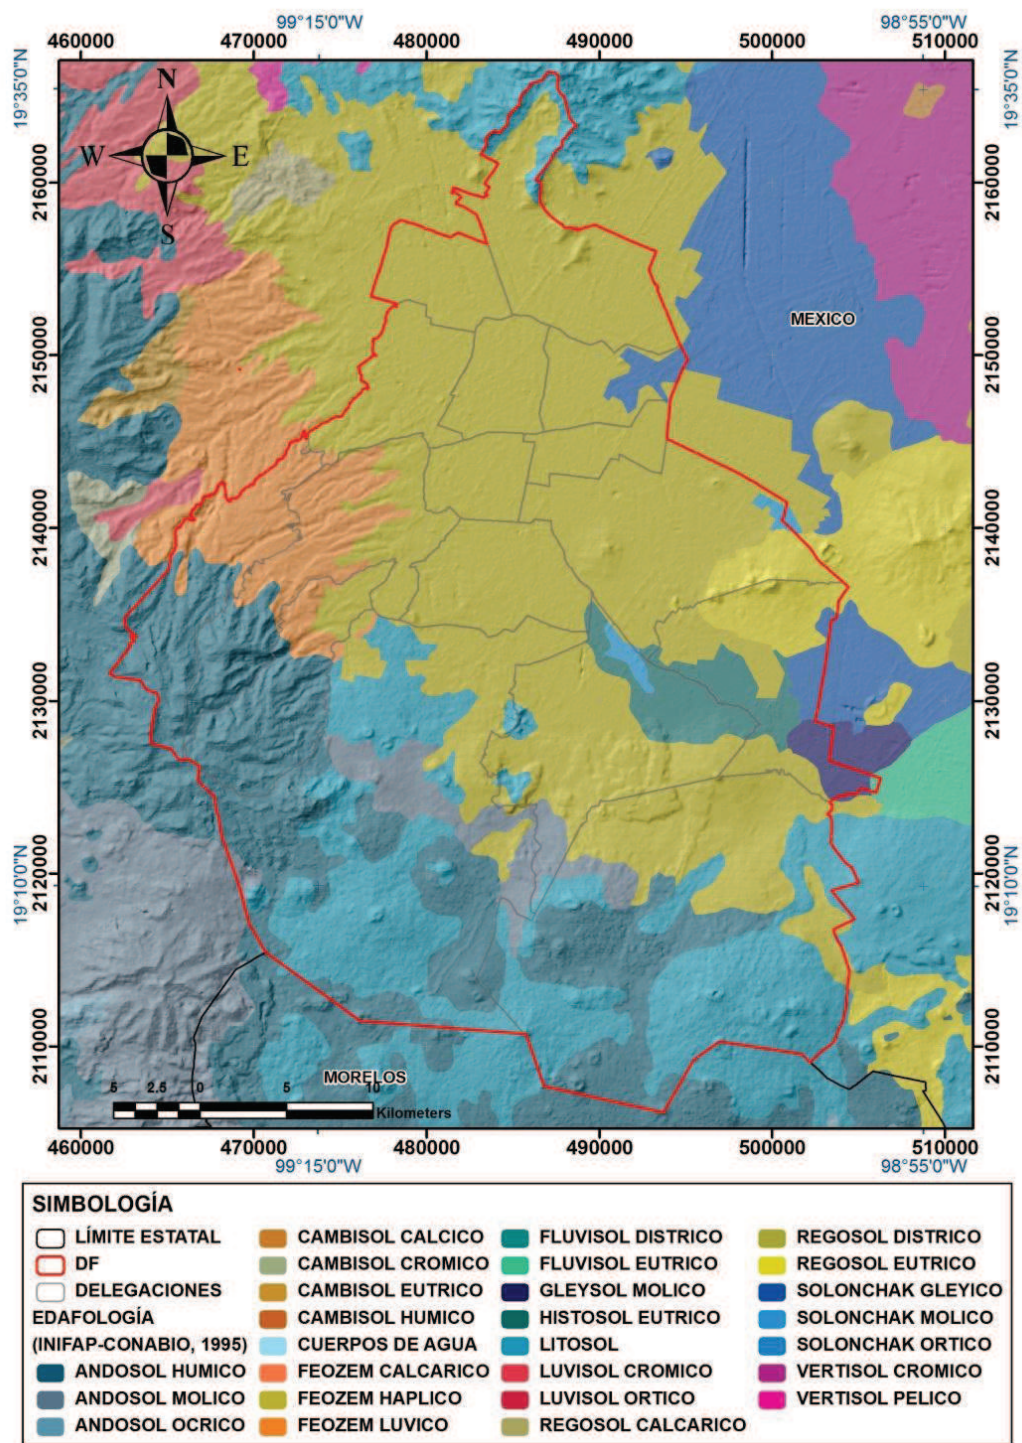 99°15'0"W 98°55'0"W
460000 470000 480000 490000 500000 510000
19°35'0"N 19°35'0"N
N
W E
S
2160000 2160000
MEXICO
2150000 2150000
2140000 2140000
2130000 2130000
2120000 2120000
19°10'0"N 19°10'0"N
2110000 2110000
MORELOS
5 2.5 0 5 10
Kilometers
460000 470000 480000 490000 500000 510000
99°15'0"W 98°55'0"W
SIMBOLOGÍA
LÍMITE ESTATAL
DF
DELEGACIONES
EDAFOLOGÍA
(INIFAP-CONABIO, 1995)
ANDOSOL HUMICO
ANDOSOL MOLICO
ANDOSOL OCRICO
CAMBISOL CALCICO
CAMBISOL CRÓMICO
CAMBISOL EUTRICO
CAMBISOL HUMICO
CUERPOS DE AGUA
FEOZEM CALCARICO
FEOZEM HAPLICO
FEOZEM LUVICO
FLUVISOL DISTRICO
FLUVISOL EUTRICO
GLEYSOL MOLICO
HISTOSOL EUTRICO
LITOSOL
LUVISOL CROMICO
LUVISOL ORTICO
REGOSOL CALCARICO
REGOSOL DISTRICO
REGOSOL EUTRICO
SOLONCHAK GLEYICO
SOLONCHAK MOLICO
SOLONCHAK ORTICO
VERTISOL CROMICO
VERTISOL PELICO